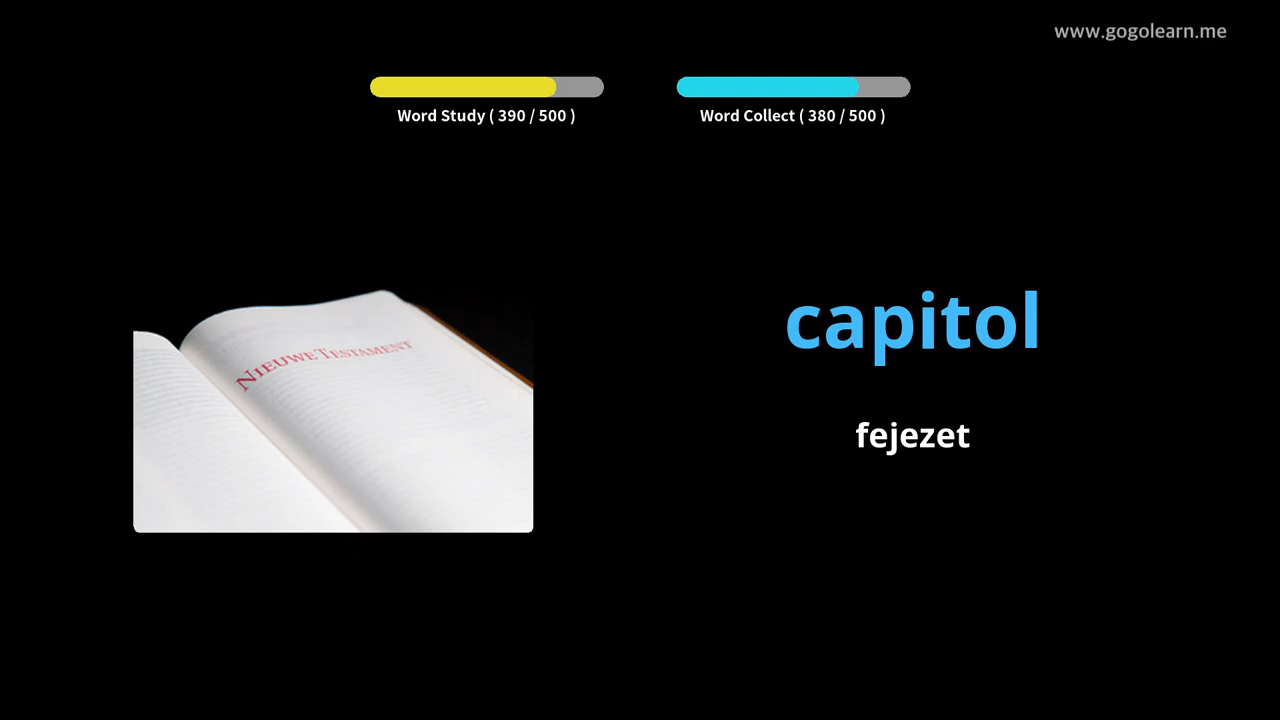 www.gogolearn.me
Word Study ( 390 / 500 )
Word Collect ( 380 / 500 )
NIEUWE TESTAMENT
capitol
fejezet